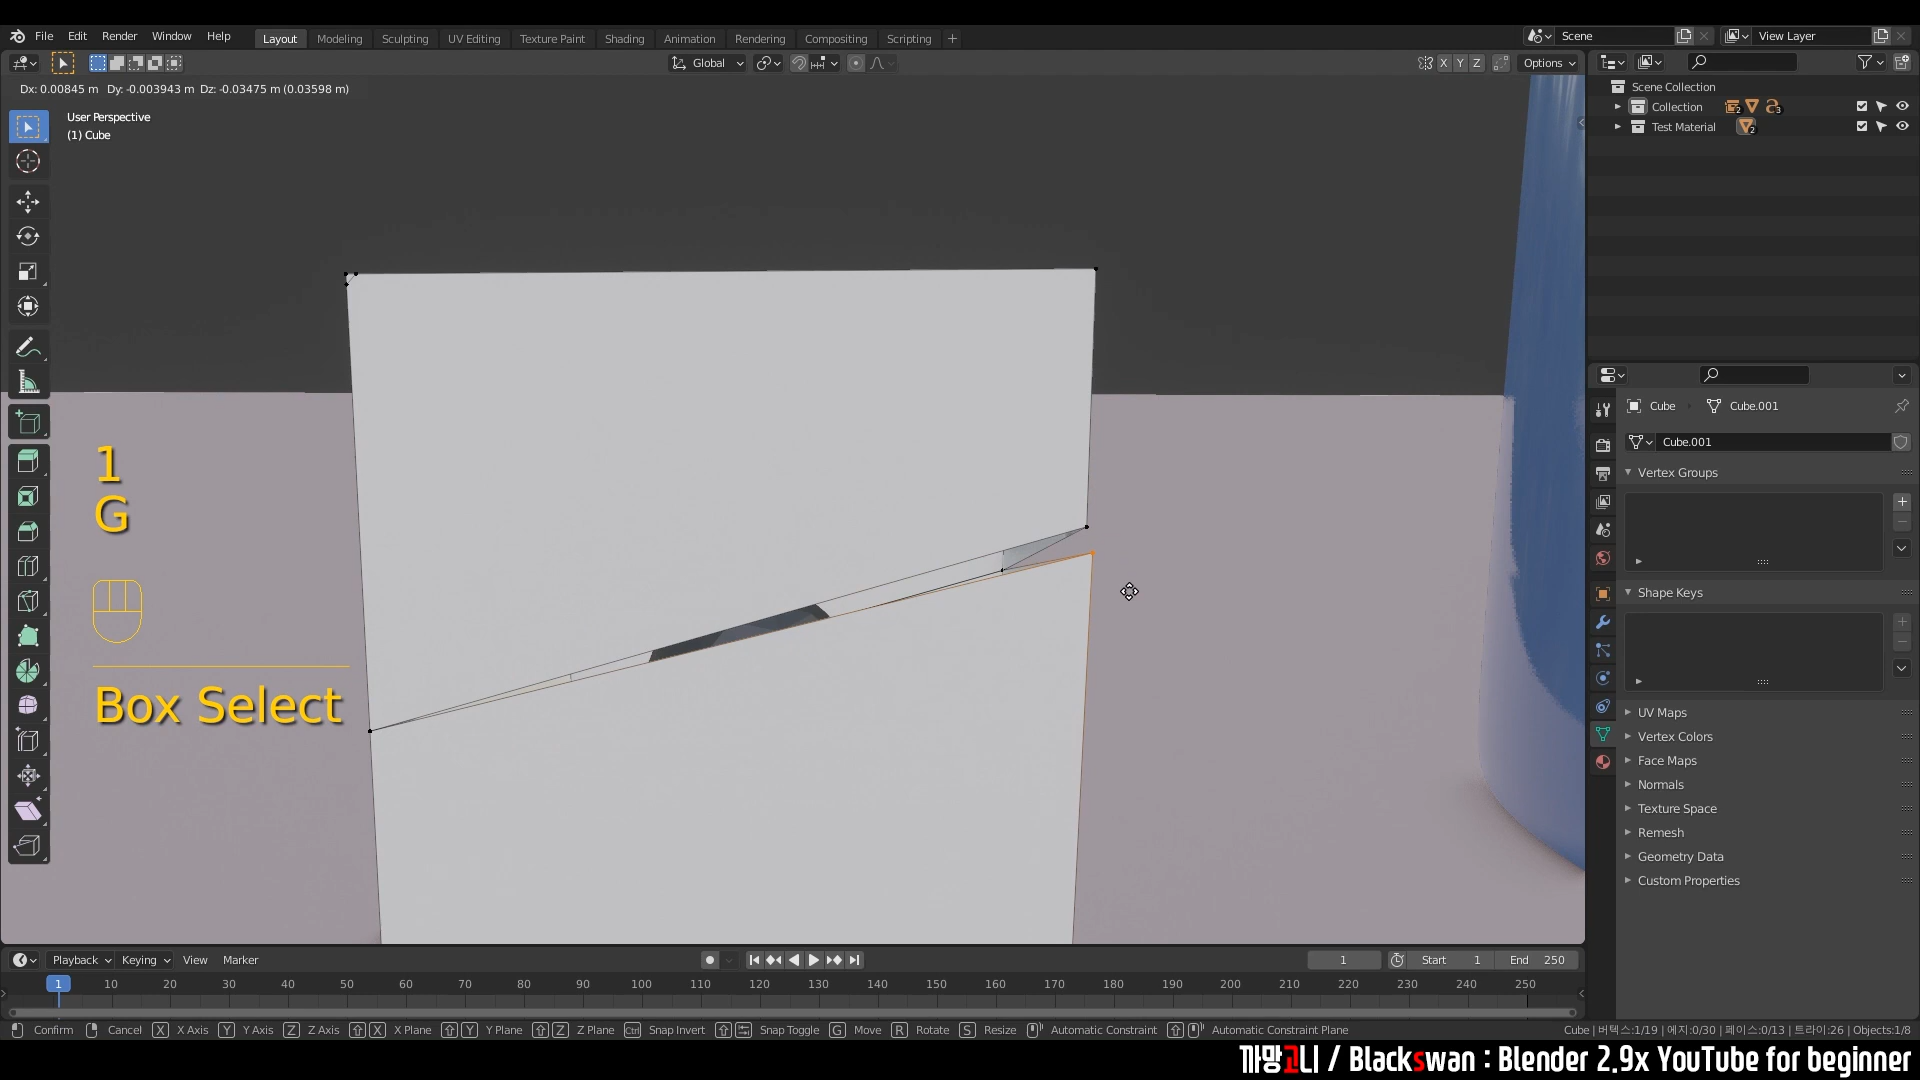 File Edit Render Window Help Layout Modeling Sculpting UV Editing Texture Paint Shading Animation Rendering Compositing Scripting + Scene View Layer
Global X Y Z Options
Dx: 0.00845 m Dy: -0.003943 m Dz: -0.03475 m (0.03598 m)
User Perspective
(1) Cube
Scene Collection
Collection 2 3
Test Material 2
Cube Cube.001
Cube.001
Vertex Groups
Shape Keys
UV Maps
Vertex Colors
Face Maps
Normals
Texture Space
Remesh
Geometry Data
Custom Properties
1
G
Box Select
Playback Keying View Marker 1 Start 1 End 250
1 10 20 30 40 50 60 70 80 90 100 110 120 130 140 150 160 170 180 190 200 210 220 230 240 250
Confirm Cancel X X Axis Y Y Axis Z Z Axis X X Plane Y Y Plane Z Z Plane Ctrl Snap Invert Snap Toggle G Move R Rotate S Resize Automatic Constraint Automatic Constraint Plane Cube | 버텍스:1/19 | 에지:0/30 | 페이스:0/13 | 트라이:26 | Objects:1/8
까망고니 / Blackswan : Blender 2.9x YouTube for beginner